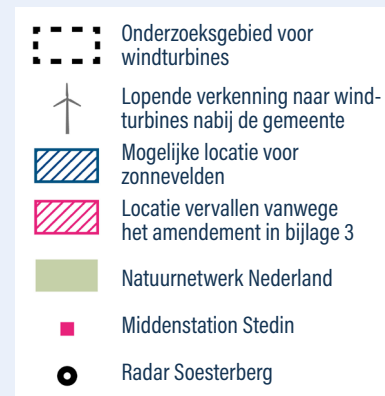 Onderzoeksgebied voor
windturbines
Lopende verkenning naar wind-
turbines nabij de gemeente
Mogelijke locatie voor
zonnevelden
Locatie vervallen vanwege
het amendement in bijlage 3
Natuurnetwerk Nederland
Middenstation Stedin
Radar Soesterberg